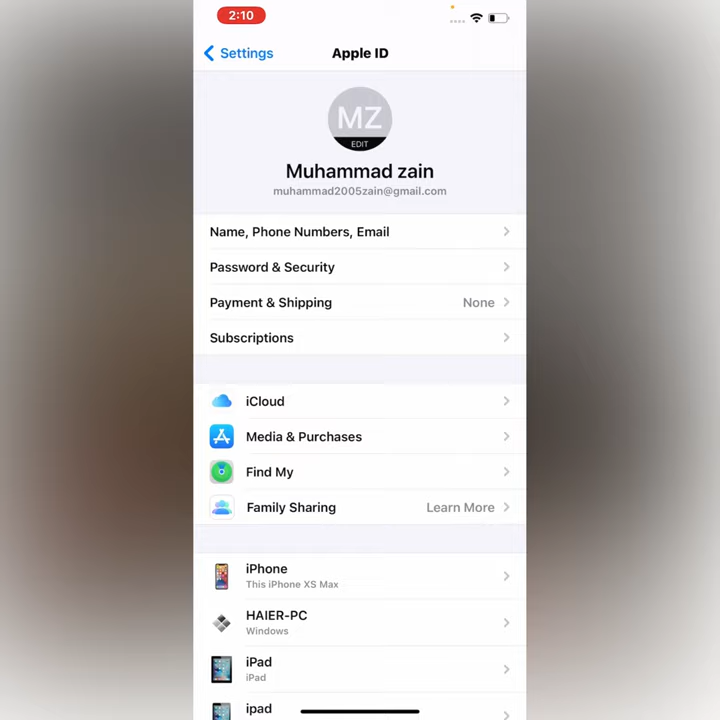 2:10
Settings
Apple ID
MZ
EDIT
Muhammad zain
muhammad2005zain@gmail.com
Name, Phone Numbers, Email
Password & Security
Payment & Shipping None
Subscriptions
iCloud
Media & Purchases
Find My
Family Sharing Learn More
iPhone
This iPhone XS Max
HAIER-PC
Windows
iPad
iPad
ipad